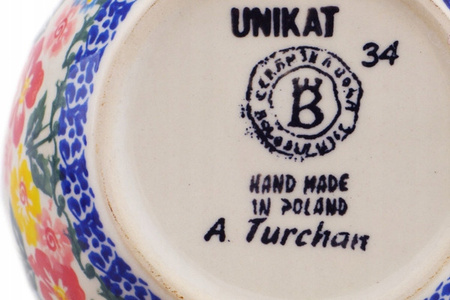 UNIKAT
34
B
HAND MADE
IN POLAND
A. Turchan